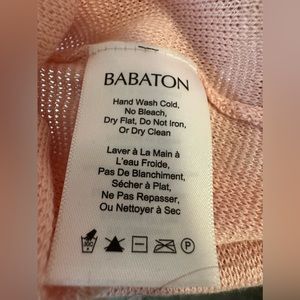 BABATON
Hand Wash Cold,
No Bleach,
Dry Flat, Do Not Iron,
Or Dry Clean
Laver à La Main à
L'eau Froide,
Pas De Blanchiment,
Sécher à Plat,
Ne Pas Repasser,
Ou Nettoyer à Sec
P